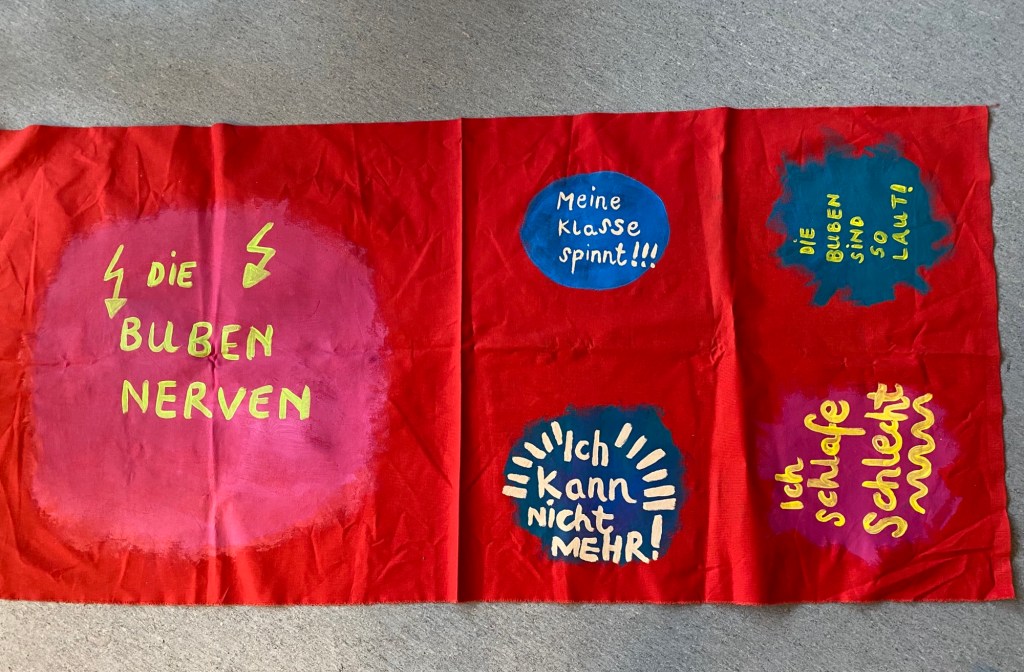 DIE
BUBEN
NERVEN
Meine
Klasse
spinnt!!!
DIE
BUBEN
SIND
SO
LAUT!
Ich
Kann
nicht
MEHR!
Ich
schlafe
schlecht